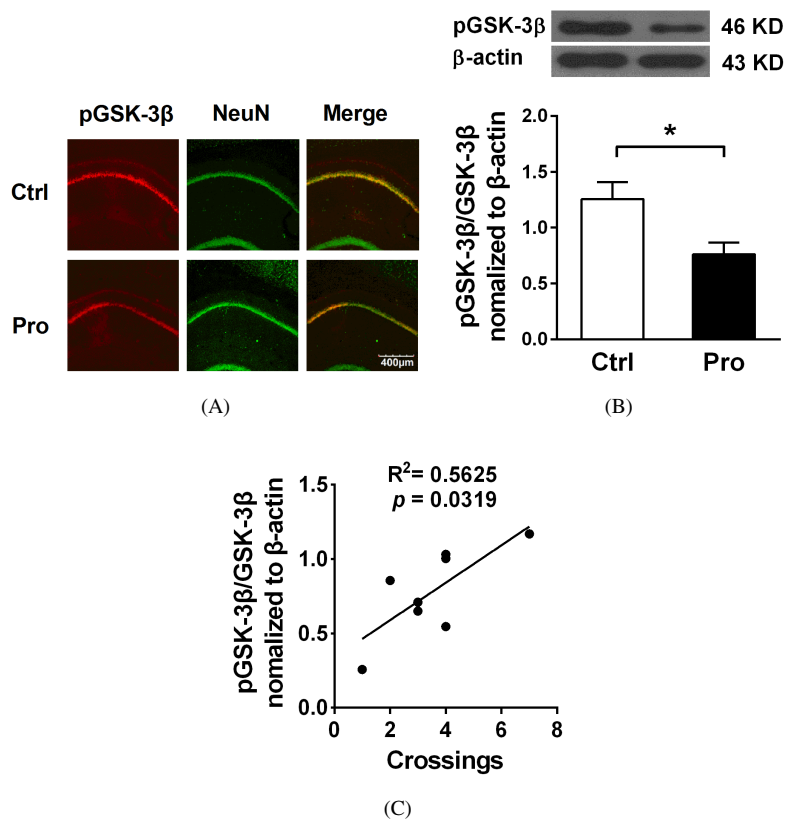 pGSK-3β 46 KD
β-actin 43 KD
pGSK-3β NeuN Merge
Ctrl
Pro
400μm
(A)
pGSK-3β/GSK-3β
nomalized to β-actin
2.0
1.5
1.0
0.5
0.0
*
Ctrl Pro
(B)
pGSK-3β/GSK-3β
nomalized to β-actin
R²= 0.5625
p = 0.0319
1.5
1.0
0.5
0.0
0 2 4 6 8
Crossings
(C)